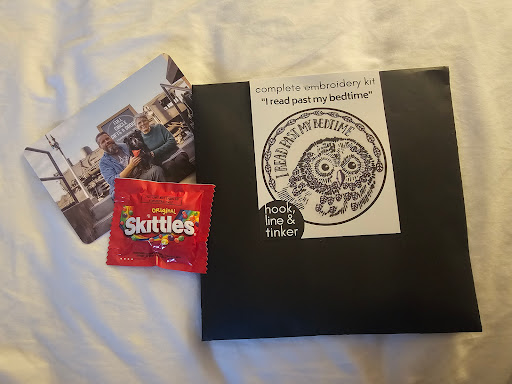 complete embroidery kit
"I read past my bedtime"
I READ PAST MY BEDTIME
hook,
line &
tinker
ORIGINAL
Skittles